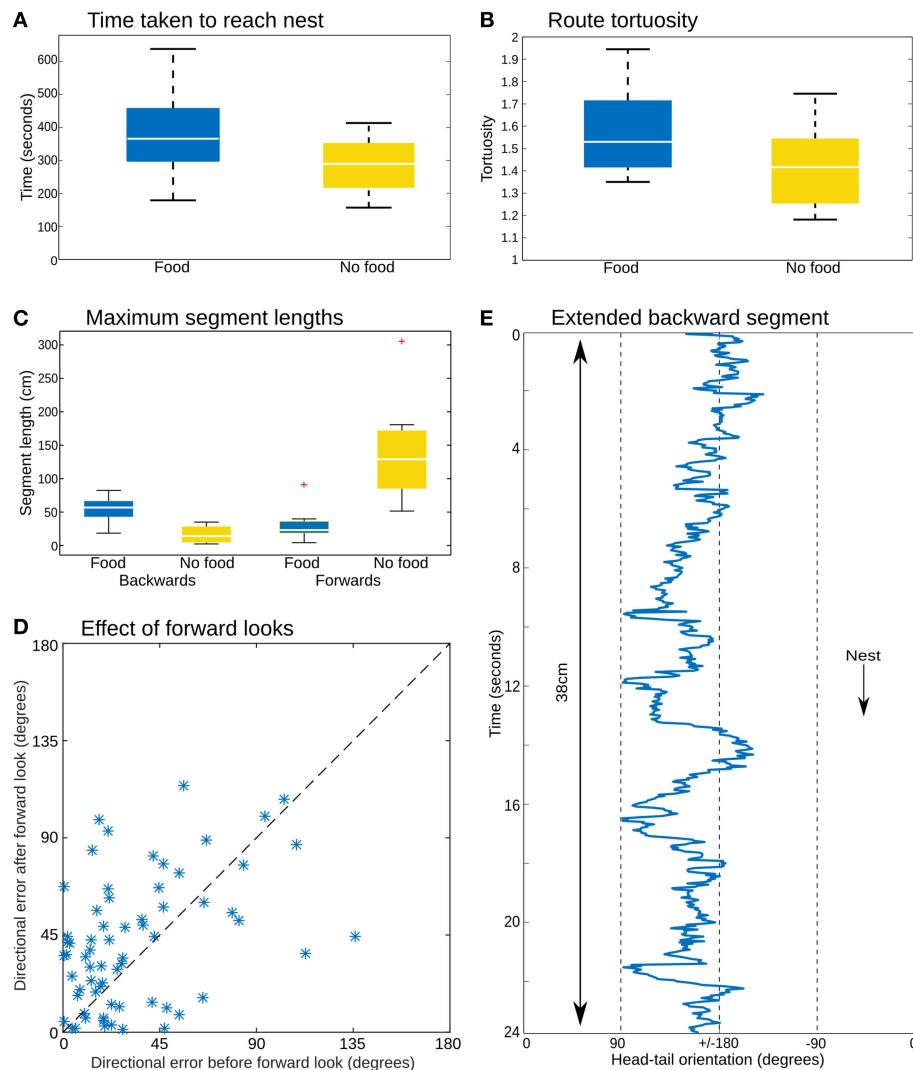 A Time taken to reach nest
Time (seconds)
600
500
400
300
200
100
0
Food No food
B Route tortuosity
Tortuosity
2
1.9
1.8
1.7
1.6
1.5
1.4
1.3
1.2
1.1
1
Food No food
C Maximum segment lengths
Segment length (cm)
300
250
200
150
100
50
0
Food No food Food No food
Backwards Forwards
D Effect of forward looks
Directional error after forward look (degrees)
180
135
90
45
0
0 45 90 135 180
Directional error before forward look (degrees)
E Extended backward segment
Time (seconds)
0
4
8
12
16
20
24
38cm
Nest
0 90 +/-180 -90 0
Head-tail orientation (degrees)